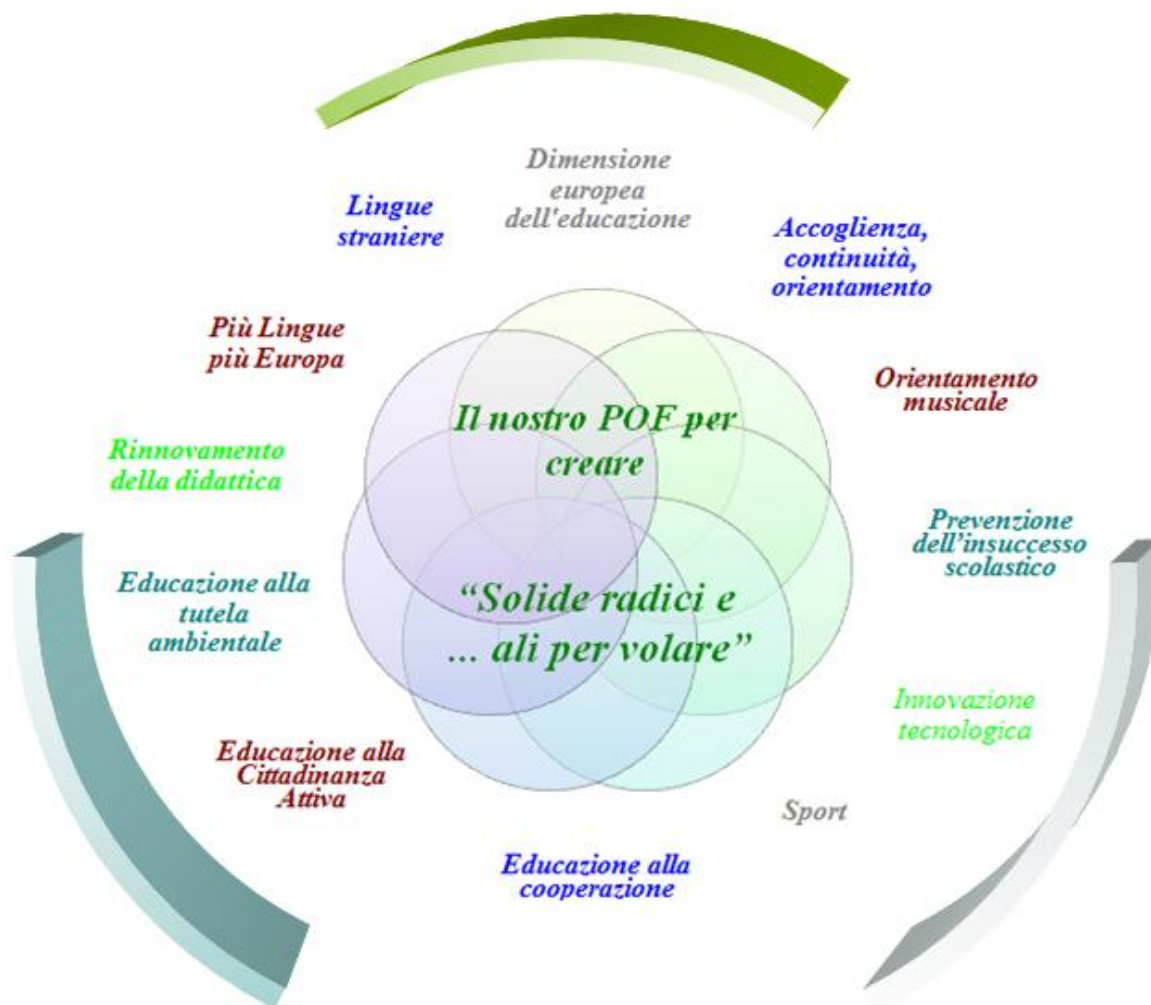 Dimensione
europea
dell'educazione
Lingue
straniere
Accoglienza,
continuità,
orientamento
Più Lingue
più Europa
Orientamento
musicale
Il nostro POF per
creare
Rinnovamento
della didattica
Prevenzione
dell’insuccesso
scolastico
Educazione alla
tutela
ambientale
“Solide radici e
... ali per volare”
Innovazione
tecnologica
Educazione alla
Cittadinanza
Attiva
Sport
Educazione alla
cooperazione